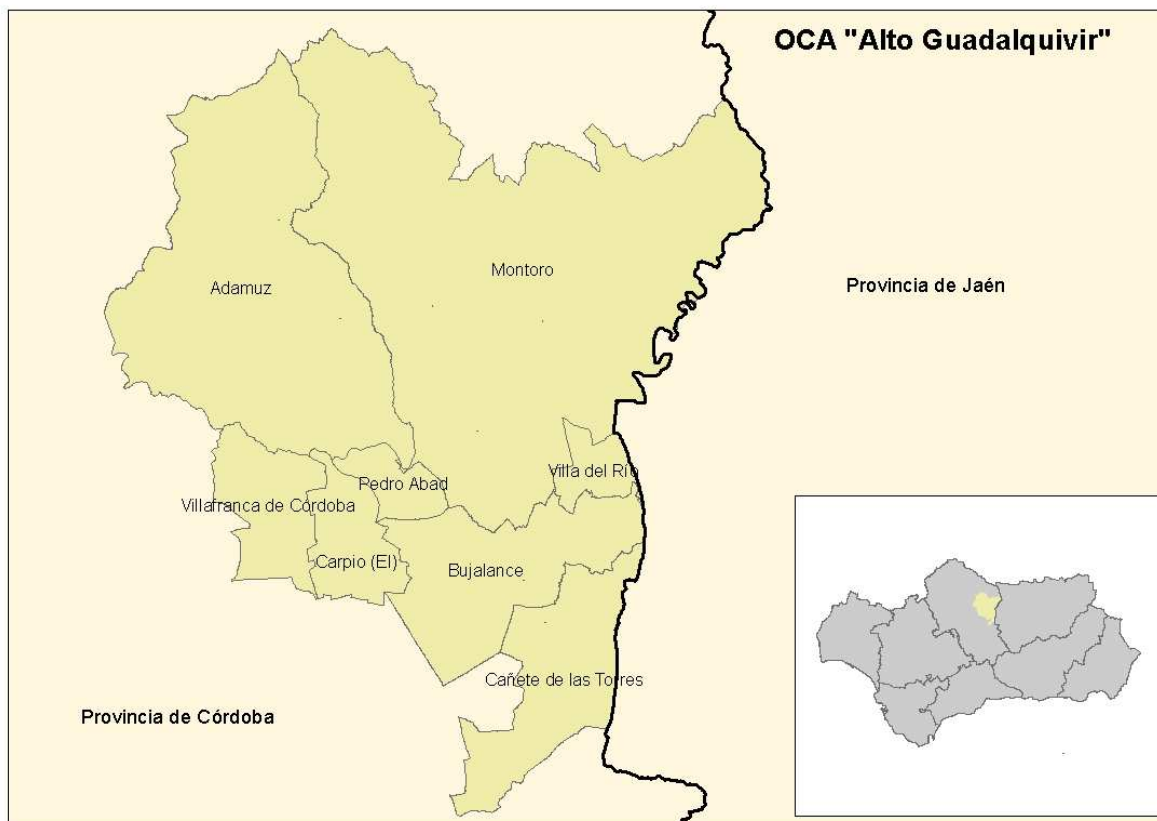 OCA "Alto Guadalquivir"
Montoro
Adamuz
Provincia de Jaén
Villa del Río
Pedro Abad
Villafranca de Córdoba
Carpio (El)
Bujalance
Cañete de las Torres
Provincia de Córdoba